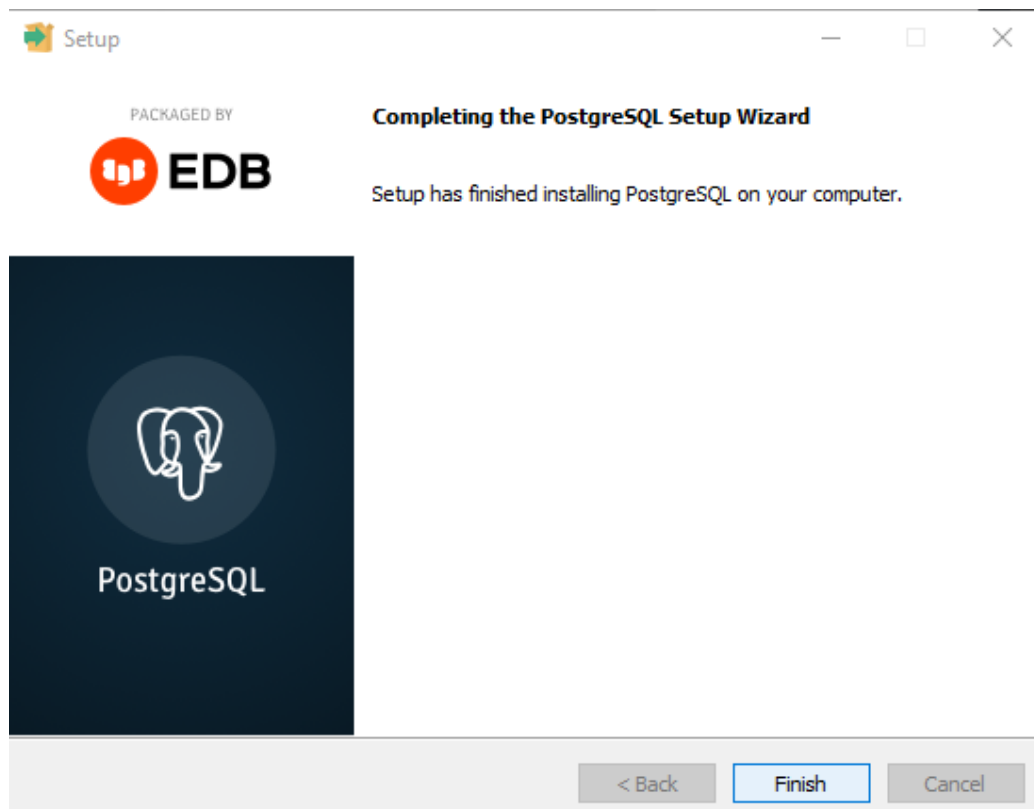 Setup
PACKAGED BY
EDB
Completing the PostgreSQL Setup Wizard
Setup has finished installing PostgreSQL on your computer.
PostgreSQL
< Back
Finish
Cancel